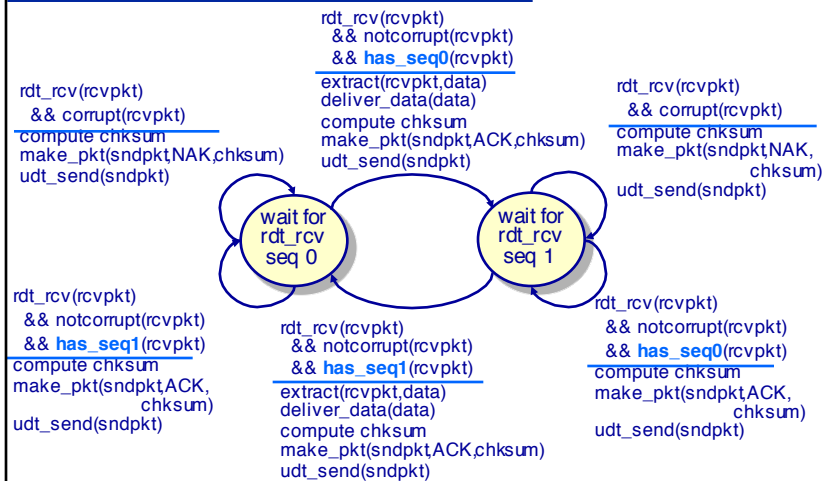 rdt_rcv(rcvpkt)
&& notcorrupt(rcvpkt)
&& has_seq0(rcvpkt)
extract(rcvpkt,data)
deliver_data(data)
compute chksum
make_pkt(sndpkt,ACK,chksum)
udt_send(sndpkt)
rdt_rcv(rcvpkt)
&& corrupt(rcvpkt)
compute chksum
make_pkt(sndpkt,NAK,chksum)
udt_send(sndpkt)
rdt_rcv(rcvpkt)
&& corrupt(rcvpkt)
compute chksum
make_pkt(sndpkt,NAK,
chksum)
udt_send(sndpkt)
wait for
rdt_rcv
seq 0
wait for
rdt_rcv
seq 1
rdt_rcv(rcvpkt)
&& notcorrupt(rcvpkt)
&& has_seq1(rcvpkt)
compute chksum
make_pkt(sndpkt,ACK,
chksum)
udt_send(sndpkt)
rdt_rcv(rcvpkt)
&& notcorrupt(rcvpkt)
&& has_seq1(rcvpkt)
extract(rcvpkt,data)
deliver_data(data)
compute chksum
make_pkt(sndpkt,ACK,chksum)
udt_send(sndpkt)
rdt_rcv(rcvpkt)
&& notcorrupt(rcvpkt)
&& has_seq0(rcvpkt)
compute chksum
make_pkt(sndpkt,ACK,
chksum)
udt_send(sndpkt)